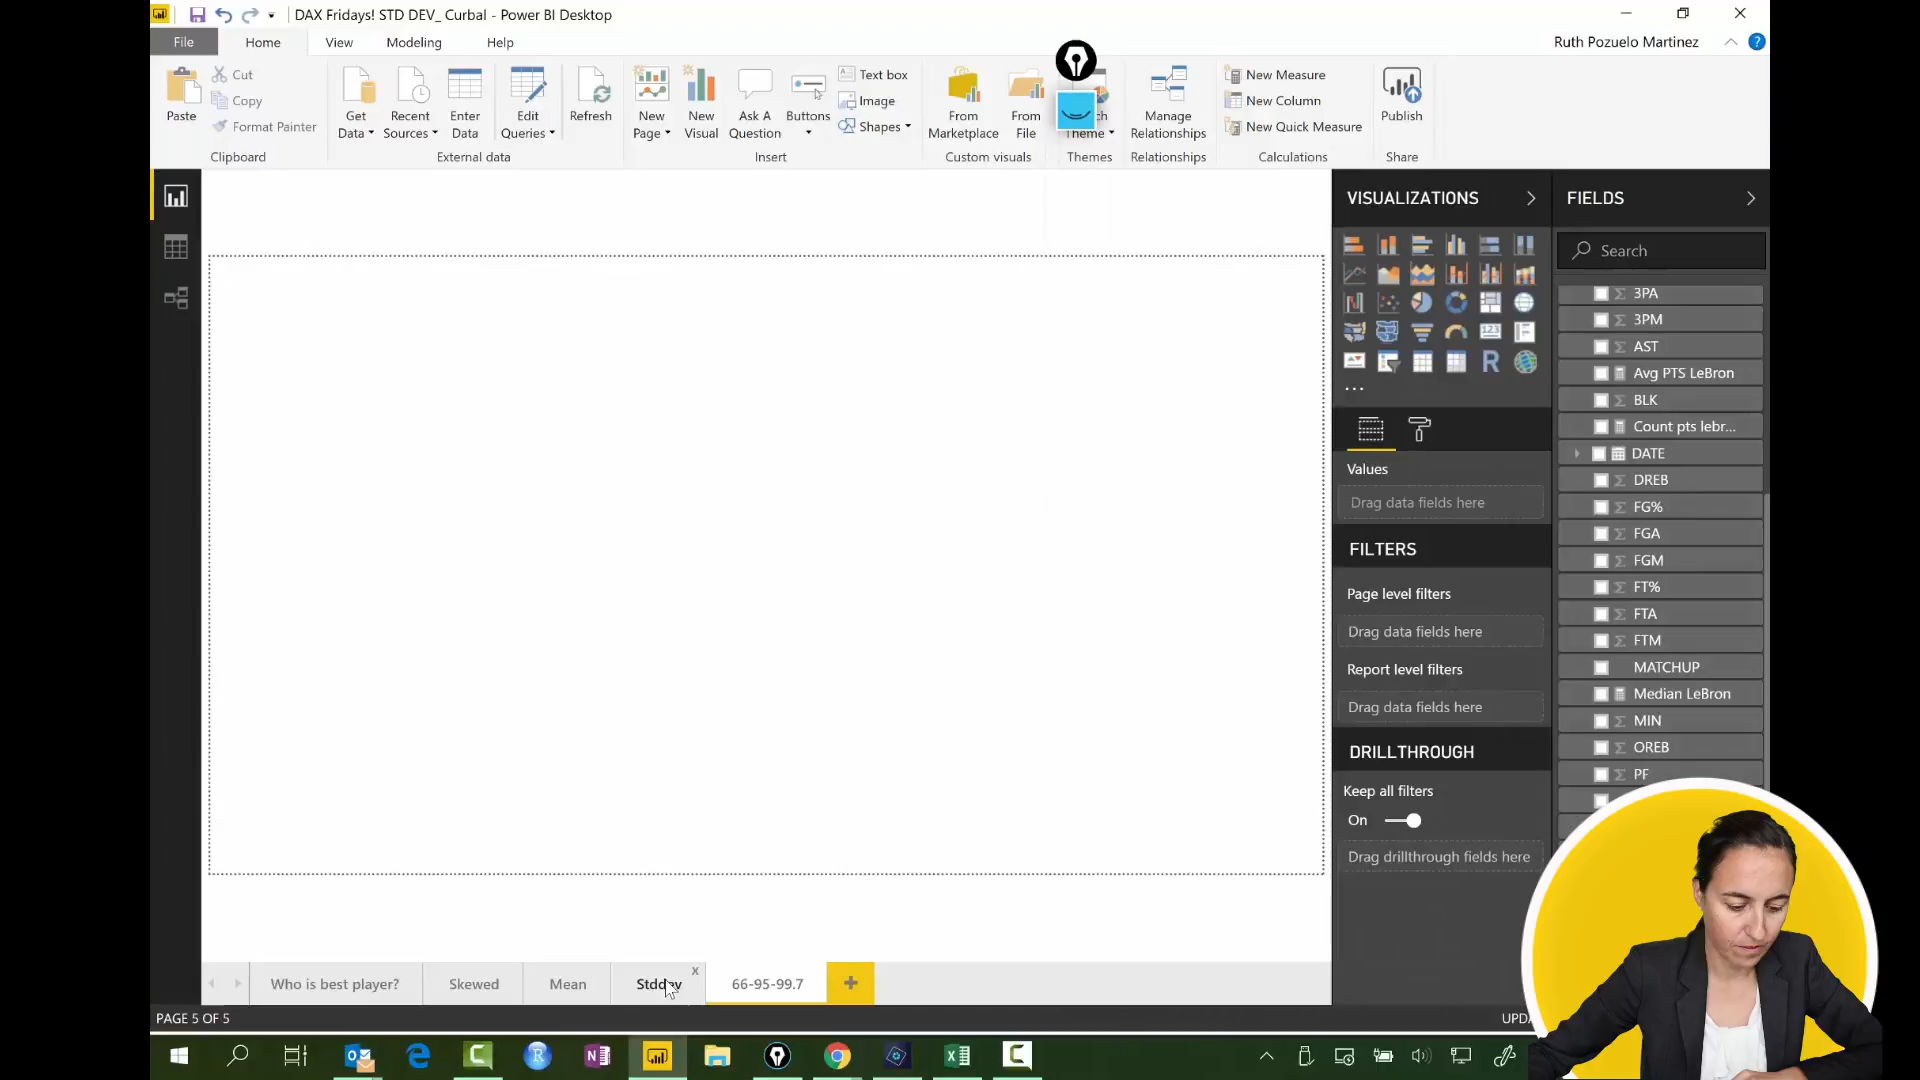 DAX Fridays! STD DEV_ Curbal - Power BI Desktop
File
Home
View
Modeling
Help
Ruth Pozuelo Martinez
?
Paste
Cut
Copy
Format Painter
Clipboard
Get
Data
Recent
Sources
Enter
Data
Edit
Queries
Refresh
External data
New
Page
New
Visual
Ask A
Question
Buttons
Text box
Image
Shapes
Insert
From
Marketplace
From
File
Custom visuals
Theme
Themes
Manage
Relationships
Relationships
New Measure
New Column
New Quick Measure
Calculations
Publish
Share
VISUALIZATIONS
R
Values
Drag data fields here
FILTERS
Page level filters
Drag data fields here
Report level filters
Drag data fields here
DRILLTHROUGH
Keep all filters
On
Drag drillthrough fields here
FIELDS
Search
3PA
3PM
AST
Avg PTS LeBron
BLK
Count pts lebr...
DATE
DREB
FG%
FGA
FGM
FT%
FTA
FTM
MATCHUP
Median LeBron
MIN
OREB
PF
Who is best player?
Skewed
Mean
Stddev
66-95-99.7
PAGE 5 OF 5